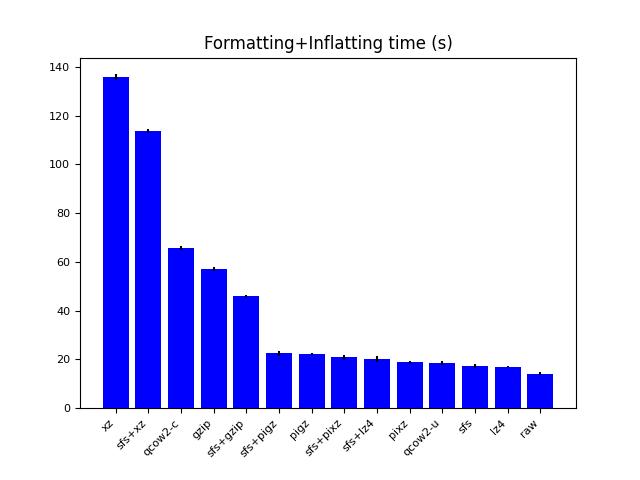 Formatting+Inflatting time (s)
140
120
100
80
60
40
20
0
xz
sfs+xz
qcow2-c
gzip
sfs+gzip
sfs+pigz
pigz
sfs+pixz
sfs+lz4
pixz
qcow2-u
sfs
lz4
raw